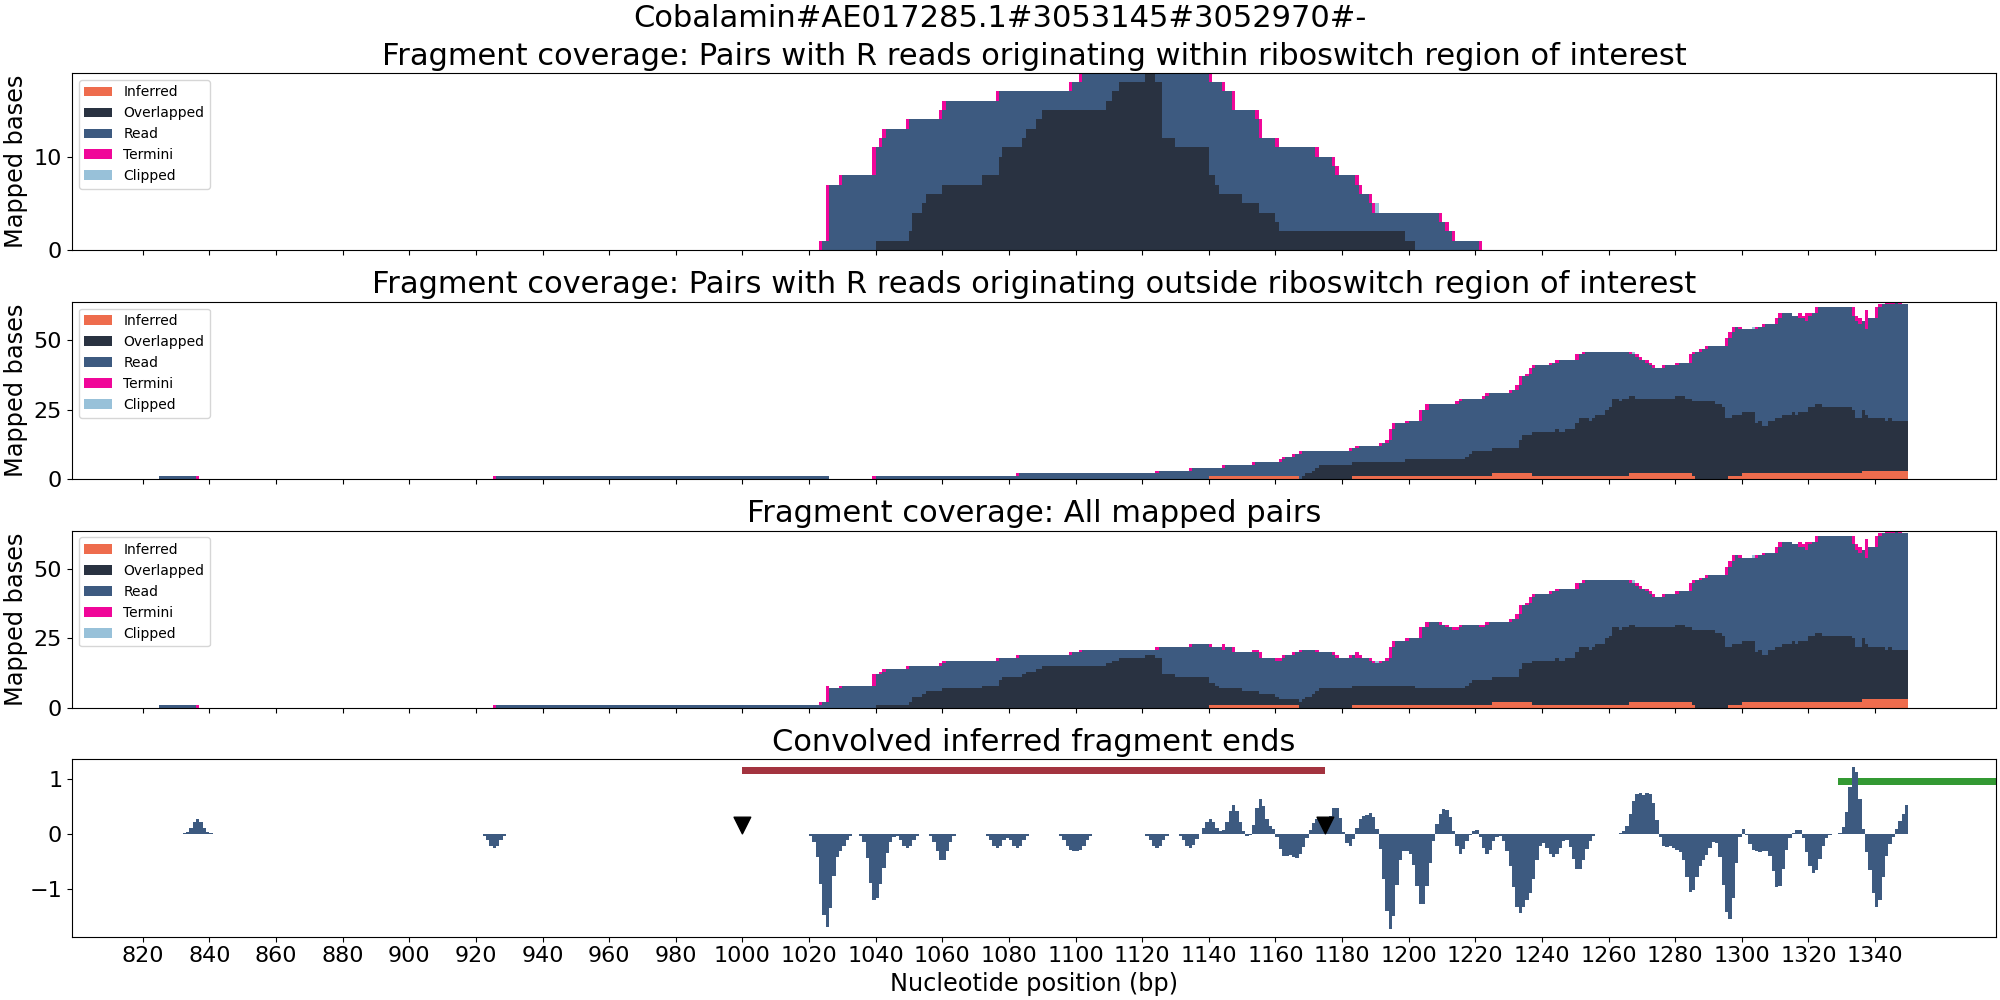 Cobalamin#AE017285.1#3053145#3052970#-
Fragment coverage: Pairs with R reads originating within riboswitch region of interest
Mapped bases
10
0
Inferred
Overlapped
Read
Termini
Clipped
Fragment coverage: Pairs with R reads originating outside riboswitch region of interest
Mapped bases
50
25
0
Inferred
Overlapped
Read
Termini
Clipped
Fragment coverage: All mapped pairs
Mapped bases
50
25
0
Inferred
Overlapped
Read
Termini
Clipped
Convolved inferred fragment ends
1
0
−1
820 840 860 880 900 920 940 960 980 1000 1020 1040 1060 1080 1100 1120 1140 1160 1180 1200 1220 1240 1260 1280 1300 1320 1340
Nucleotide position (bp)